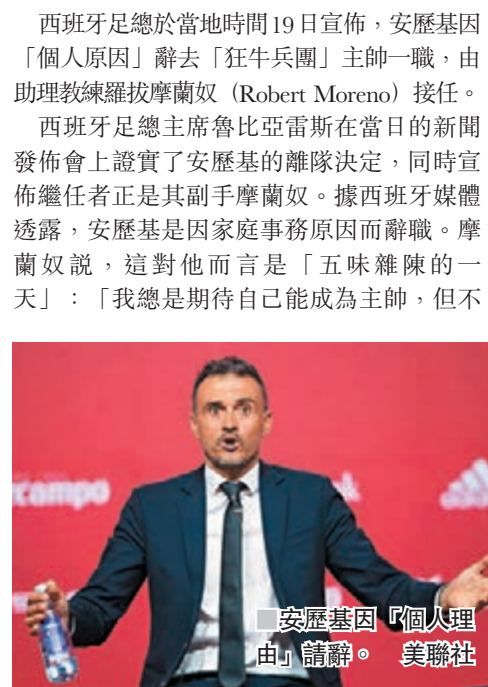 西班牙足總於當地時間19日宣佈，安歷基因
「個人原因」辭去「狂牛兵團」主帥一職，由
助理教練羅拔摩蘭奴（Robert Moreno）接任。
西班牙足總主席魯比亞雷斯在當日的新聞
發佈會上證實了安歷基的離隊決定，同時宣
佈繼任者正是其副手摩蘭奴。據西班牙媒體
透露，安歷基是因家庭事務原因而辭職。摩
蘭奴説，這對他而言是「五味雜陳的一
天」：「我總是期待自己能成為主帥，但不
campo
■安歷基因「個人理
由」請辭。 美聯社